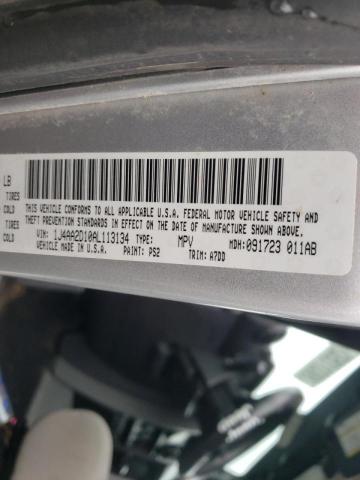 LB
TIRES
COLD
TIRES
COLD
THIS VEHICLE CONFORMS TO ALL APPLICABLE U.S.A. FEDERAL MOTOR VEHICLE SAFETY AND
THEFT PREVENTION STANDARDS IN EFFECT ON THE DATE OF MANUFACTURE SHOWN ABOVE.
VIN: 1J4AA2D10AL113134 TYPE: MPV MDH:091723 011AB
VEHICLE MADE IN U.S.A. PAINT: PS2 TRIM: A7DD